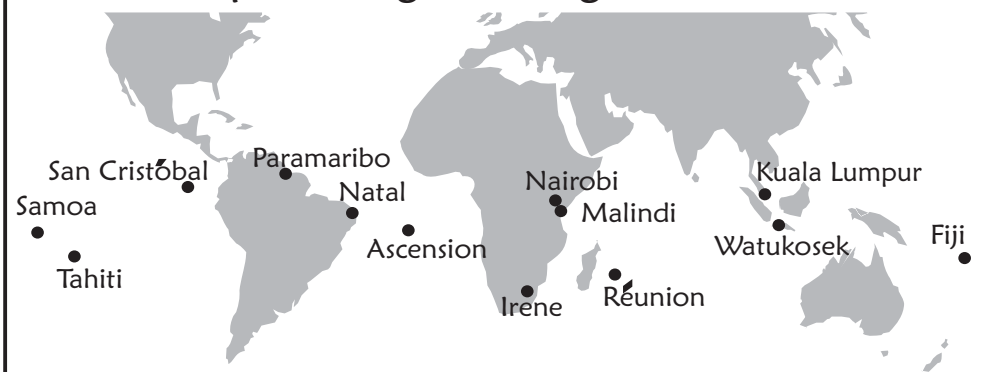 San Cristóbal
Paramaribo
Natal
Samoa
Tahiti
Ascension
Nairobi
Malindi
Irene
Réunion
Kuala Lumpur
Watukosek
Fiji